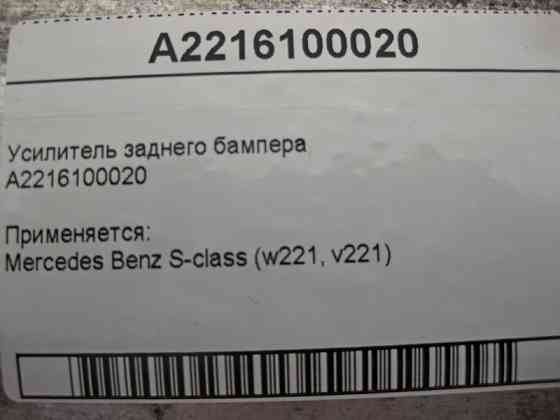 A2216100020
Усилитель заднего бампера
A2216100020
Применяется:
Mercedes Benz S-class (w221, v221)